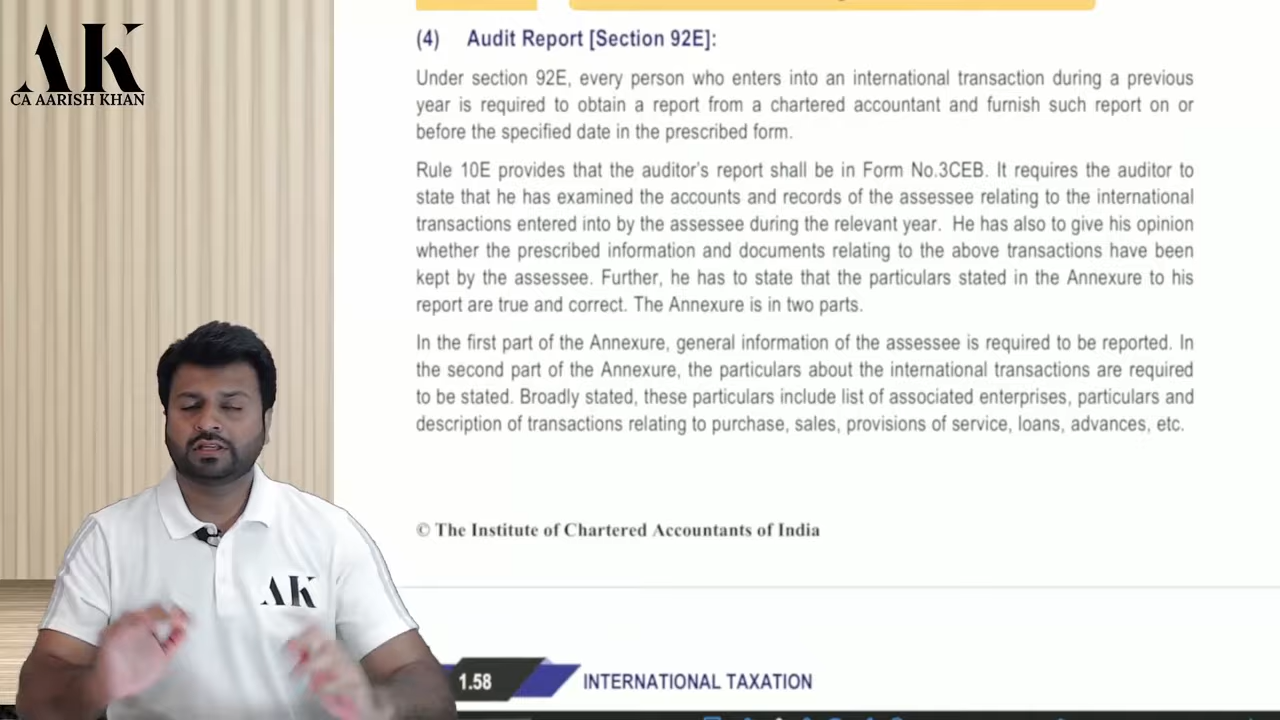 AK
CA AARISH KHAN
(4) Audit Report [Section 92E]:
Under section 92E, every person who enters into an international transaction during a previous
year is required to obtain a report from a chartered accountant and furnish such report on or
before the specified date in the prescribed form.
Rule 10E provides that the auditor's report shall be in Form No.3CEB. It requires the auditor to
state that he has examined the accounts and records of the assessee relating to the international
transactions entered into by the assessee during the relevant year. He has also to give his opinion
whether the prescribed information and documents relating to the above transactions have been
kept by the assessee. Further, he has to state that the particulars stated in the Annexure to his
report are true and correct. The Annexure is in two parts.
In the first part of the Annexure, general information of the assessee is required to be reported. In
the second part of the Annexure, the particulars about the international transactions are required
to be stated. Broadly stated, these particulars include list of associated enterprises, particulars and
description of transactions relating to purchase, sales, provisions of service, loans, advances, etc.
© The Institute of Chartered Accountants of India
AK
1.58 INTERNATIONAL TAXATION